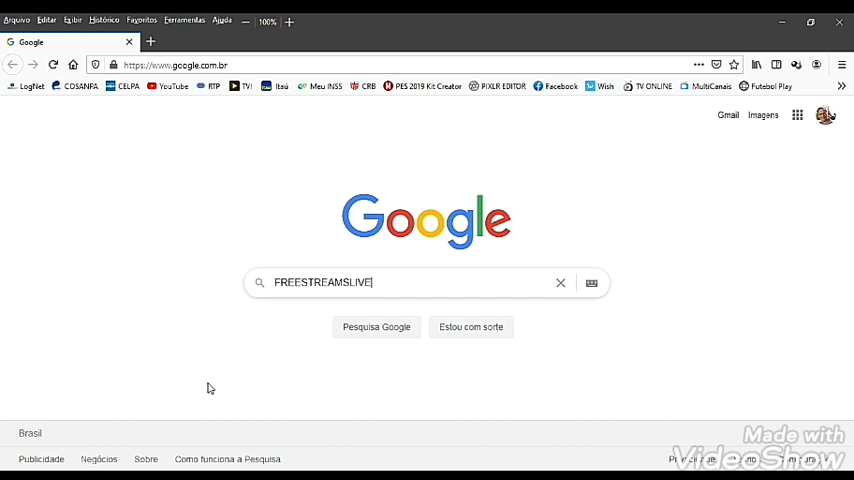 Arquivo Editar Exibir Histórico Favoritos Ferramentas Ajuda 100%
Google
https://www.google.com.br
LogNet COSANPA CELPA YouTube RTP TVI Itaú Meu INSS CRB PES 2019 Kit Creator PIXLR EDITOR Facebook Wish TV ONLINE MultiCanais Futebol Play
Gmail Imagens
Google
FREESTREAMSLIVE
Pesquisa Google Estou com sorte
Brasil
Publicidade Negócios Sobre Como funciona a Pesquisa
Made with
VideoShow